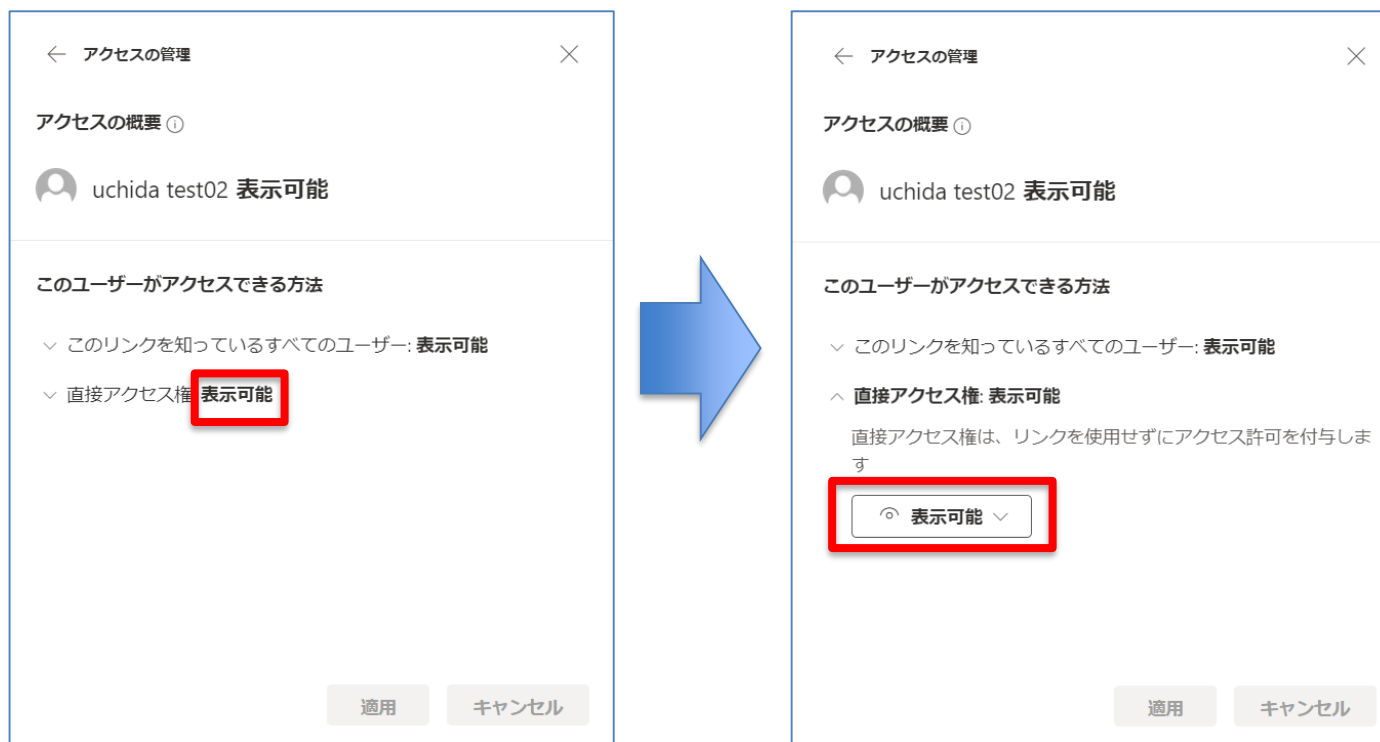 アクセスの管理
アクセスの概要
uchida test02 表示可能
このユーザーがアクセスできる方法
このリンクを知っているすべてのユーザー: 表示可能
直接アクセス権 表示可能
適用 キャンセル
アクセスの管理
アクセスの概要
uchida test02 表示可能
このユーザーがアクセスできる方法
このリンクを知っているすべてのユーザー: 表示可能
直接アクセス権: 表示可能
直接アクセス権は、リンクを使用せずにアクセス許可を付与しま
す
表示可能
適用 キャンセル